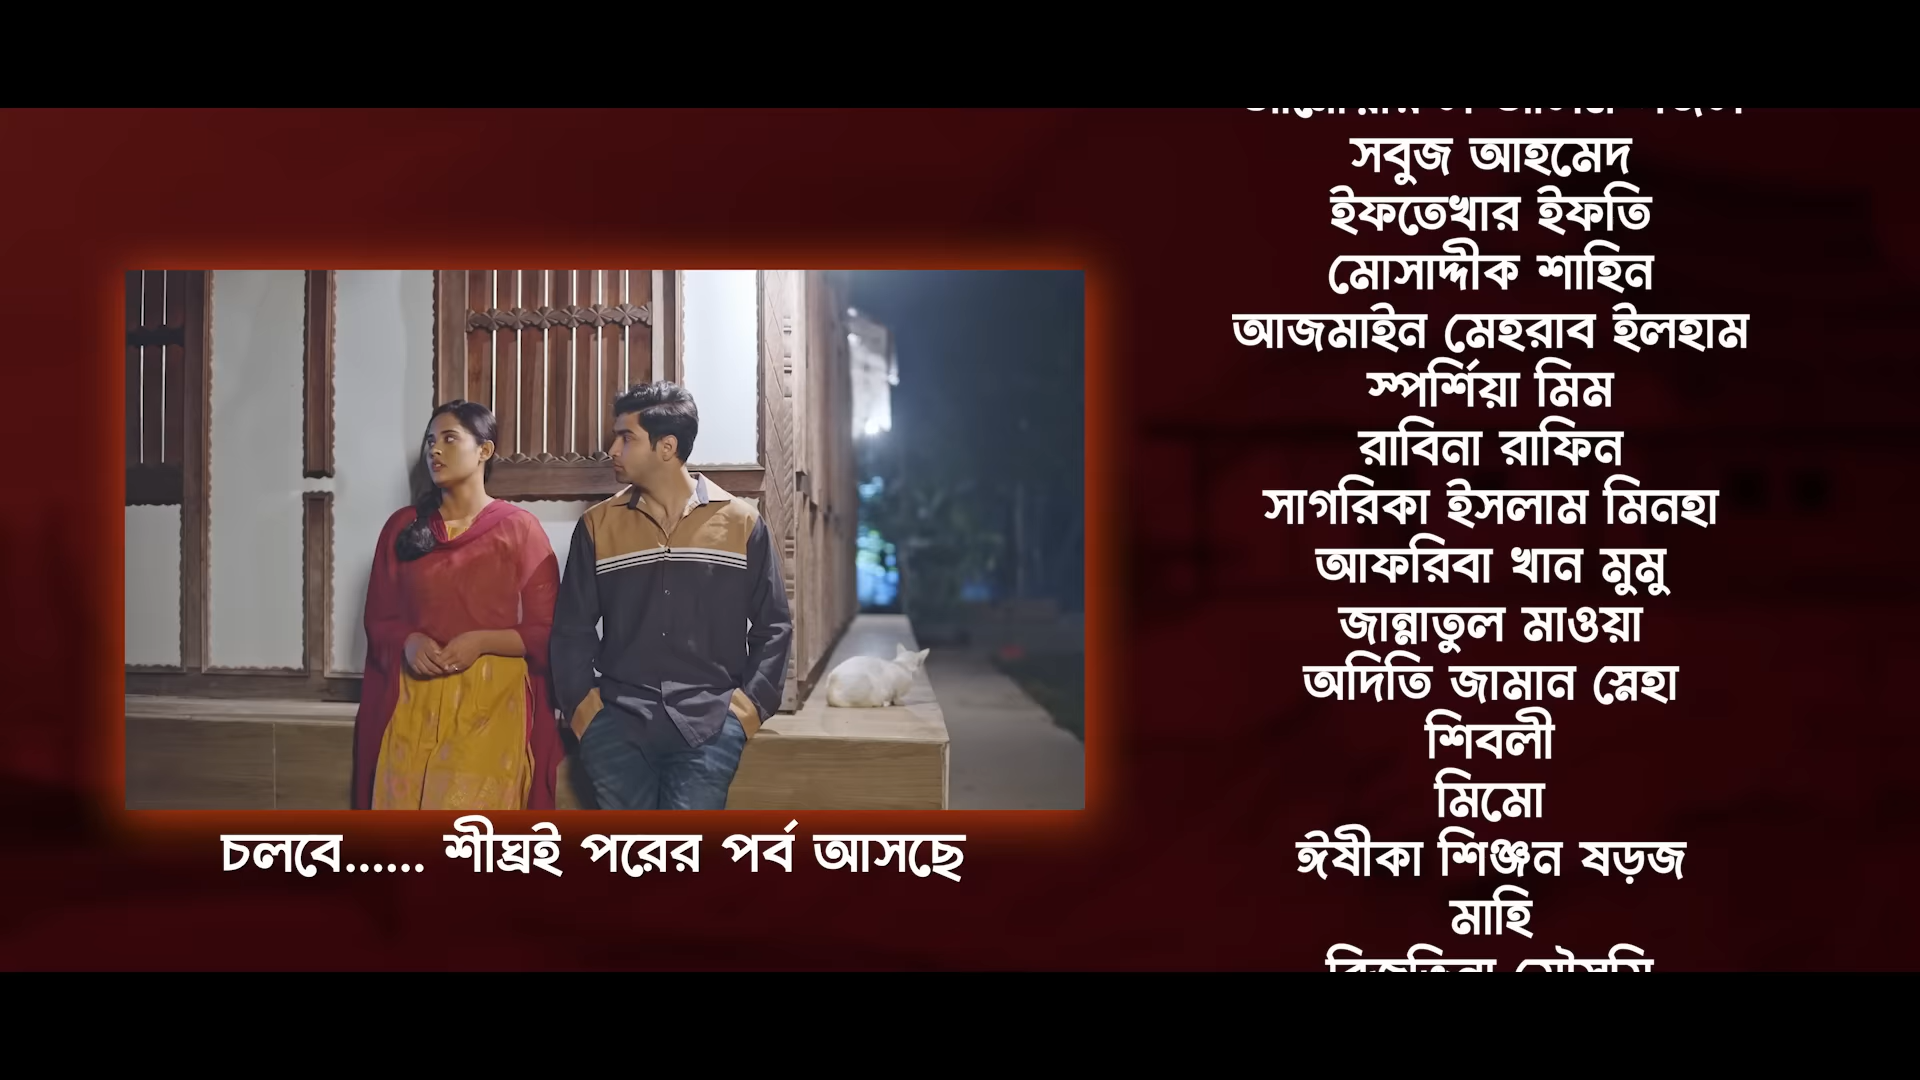 সবুজ আহমেদ
ইফতেখার ইফতি
মোসাদ্দীক শাহিন
আজমাইন মেহরাব ইলহাম
স্পর্শিয়া মিম
রাবিনা রাফিন
সাগরিকা ইসলাম মিনহা
আফরিবা খান মুমু
জান্নাতুল মাওয়া
অদিতি জামান স্নেহা
শিবলী
মিমো
ঈষীকা শিঞ্জন ষড়জ
মাহি
চলবে...... শীঘ্রই পরের পর্ব আসছে